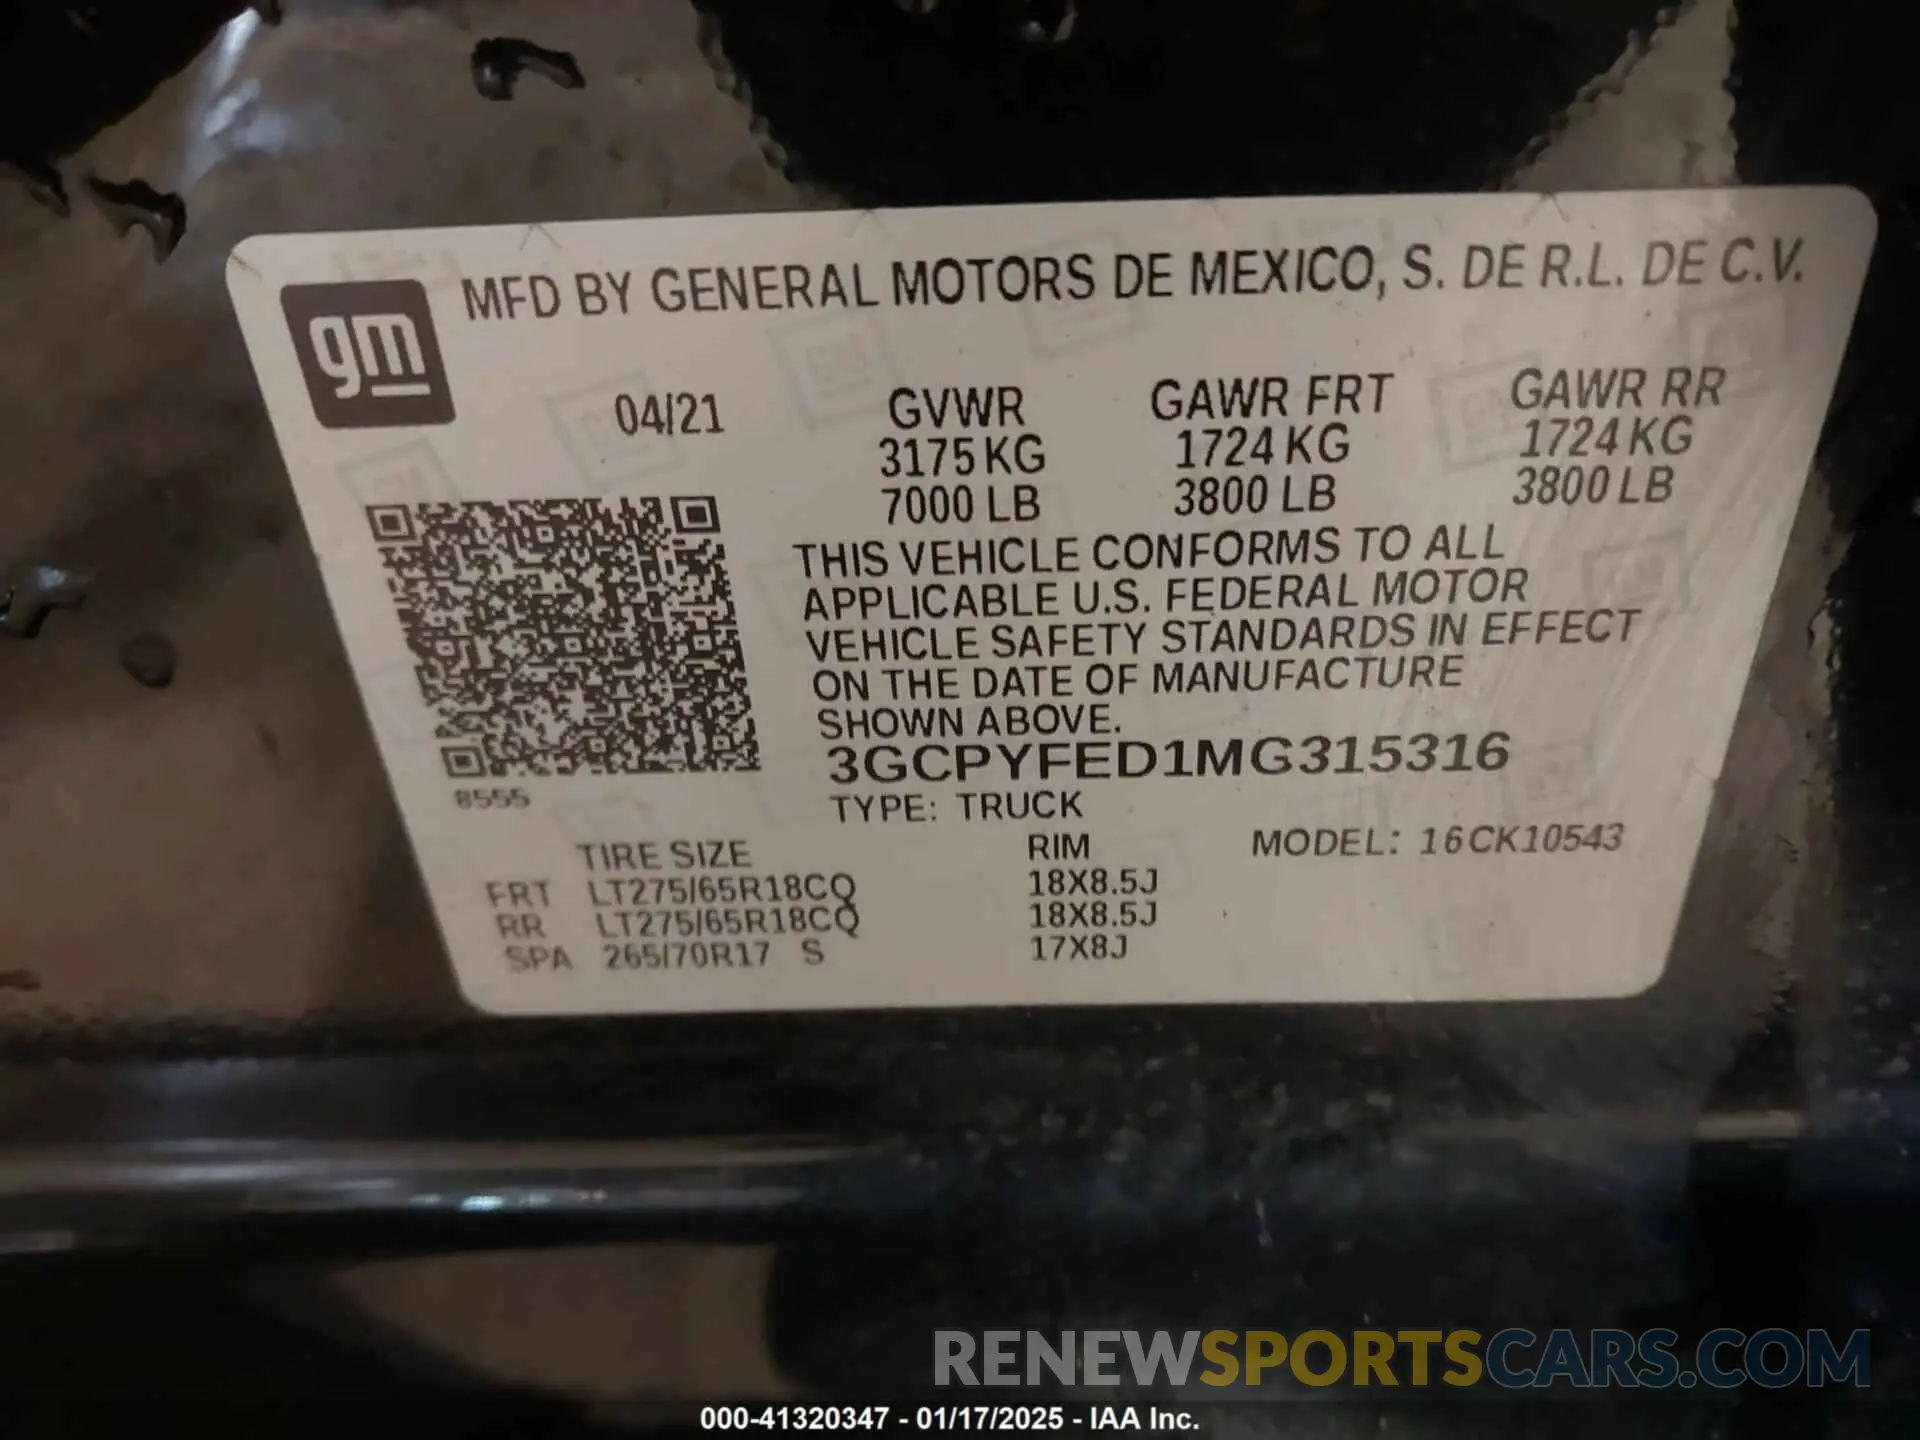 gm
MFD BY GENERAL MOTORS DE MEXICO, S. DE R.L. DE C.V.
04/21 GVWR GAWR FRT GAWR RR
3175 KG 1724 KG 1724 KG
7000 LB 3800 LB 3800 LB
THIS VEHICLE CONFORMS TO ALL
APPLICABLE U.S. FEDERAL MOTOR
VEHICLE SAFETY STANDARDS IN EFFECT
ON THE DATE OF MANUFACTURE
SHOWN ABOVE.
3GCPYFED1MG315316
8555
TYPE: TRUCK
TIRE SIZE RIM MODEL: 16CK10543
FRT LT275/65R18CQ 18X8.5J
RR LT275/65R18CQ 18X8.5J
SPA 265/70R17 S 17X8J
RENEWSPORTSCARS.COM
000-41320347 - 01/17/2025 - IAA Inc.